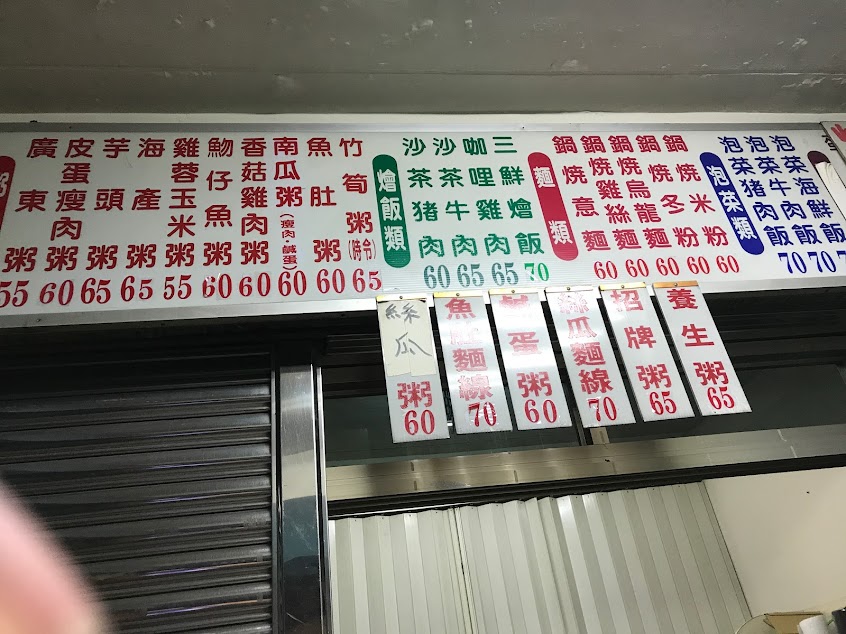 粥
廣東粥 55
皮蛋瘦肉粥 60
芋頭粥 65
海產粥 65
雞蓉玉米粥 55
魩仔魚粥 60
香菇雞肉粥 60
南瓜粥(瘦肉鹹蛋) 60
魚肚粥 60
竹筍粥(時令) 65
燴飯類
沙茶猪肉 60
沙茶牛肉 65
咖哩雞肉 65
三鮮燴飯 70
麵類
鍋燒意麵 60
鍋燒雞絲麵 60
鍋燒烏龍麵 60
鍋燒冬粉 60
鍋燒米粉 60
泡菜類
泡菜猪肉飯 70
泡菜牛肉飯 70
泡菜海鮮飯 7
絲瓜粥 60
魚肚麵線 70
蛋粥 60
絲瓜麵線 70
招牌粥 65
養生粥 65